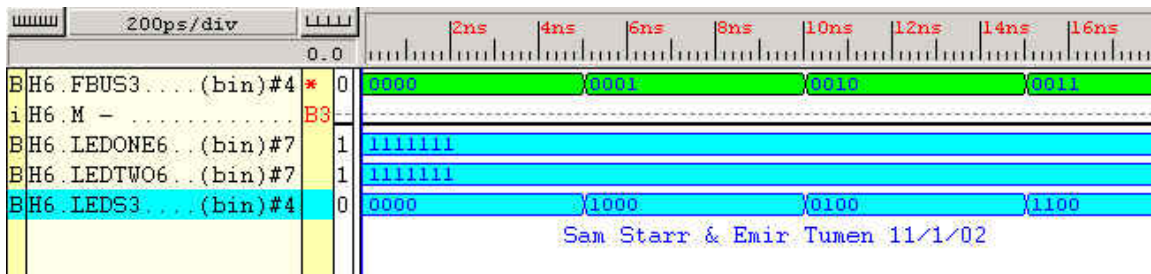 200ps/div
2ns 4ns 6ns 8ns 10ns 12ns 14ns 16ns
0.0
B H6.FBUS3....(bin)#4 * 0 0000 0001 0010 0011
i H6.M - ............. B3
B H6.LEDONE6..(bin)#7 1 1111111
B H6.LEDTWO6..(bin)#7 1 1111111
B H6.LEDS3....(bin)#4 0 0000 1000 0100 1100
Sam Starr & Emir Tumen 11/1/02